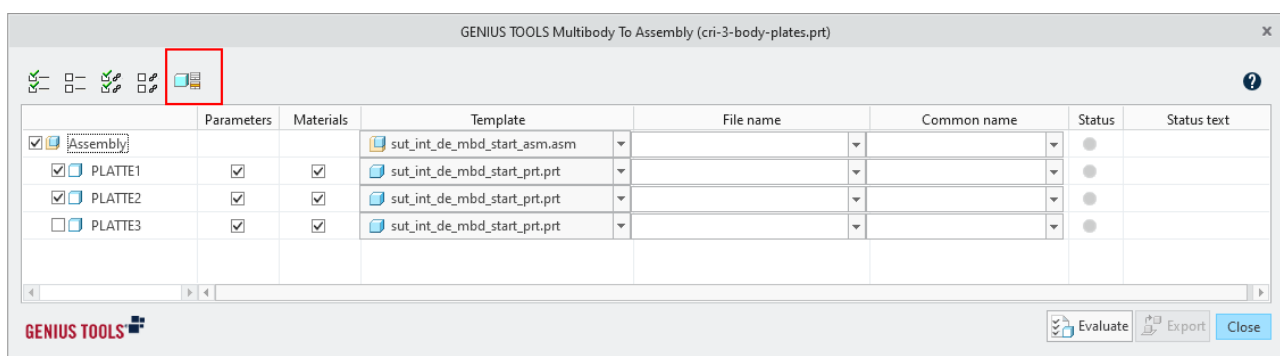 GENIUS TOOLS Multibody To Assembly (cri-3-body-plates.prt) x
?
Parameters Materials Template File name Common name Status Status text
Assembly sut_int_de_mbd_start_asm.asm
PLATTE1 sut_int_de_mbd_start_prt.prt
PLATTE2 sut_int_de_mbd_start_prt.prt
PLATTE3 sut_int_de_mbd_start_prt.prt
GENIUS TOOLS Evaluate Export Close